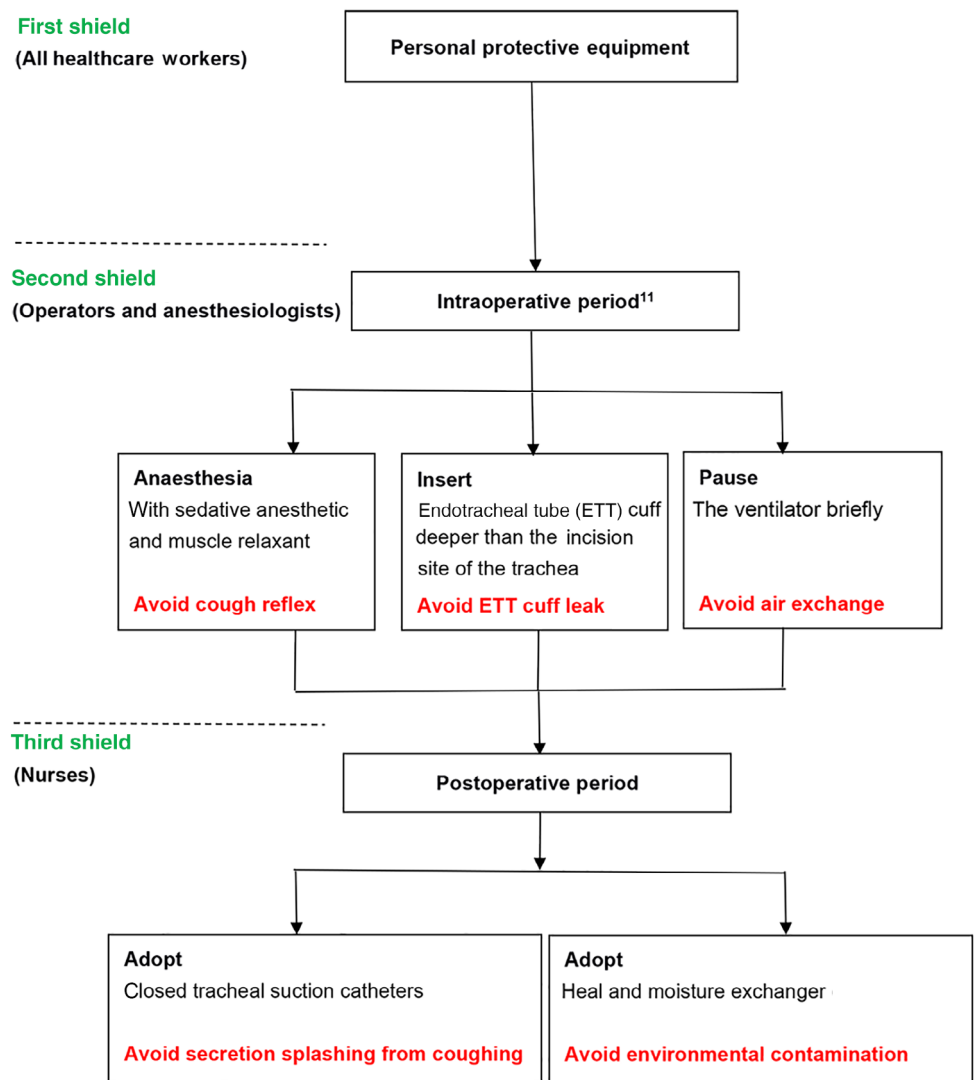 First shield
(All healthcare workers)
Personal protective equipment
Second shield
(Operators and anesthesiologists)
Intraoperative period¹¹
Anaesthesia
With sedative anesthetic
and muscle relaxant
Avoid cough reflex
Insert
Endotracheal tube (ETT) cuff
deeper than the incision
site of the trachea
Avoid ETT cuff leak
Pause
The ventilator briefly
Avoid air exchange
Third shield
(Nurses)
Postoperative period
Adopt
Closed tracheal suction catheters
Avoid secretion splashing from coughing
Adopt
Heal and moisture exchanger
Avoid environmental contamination